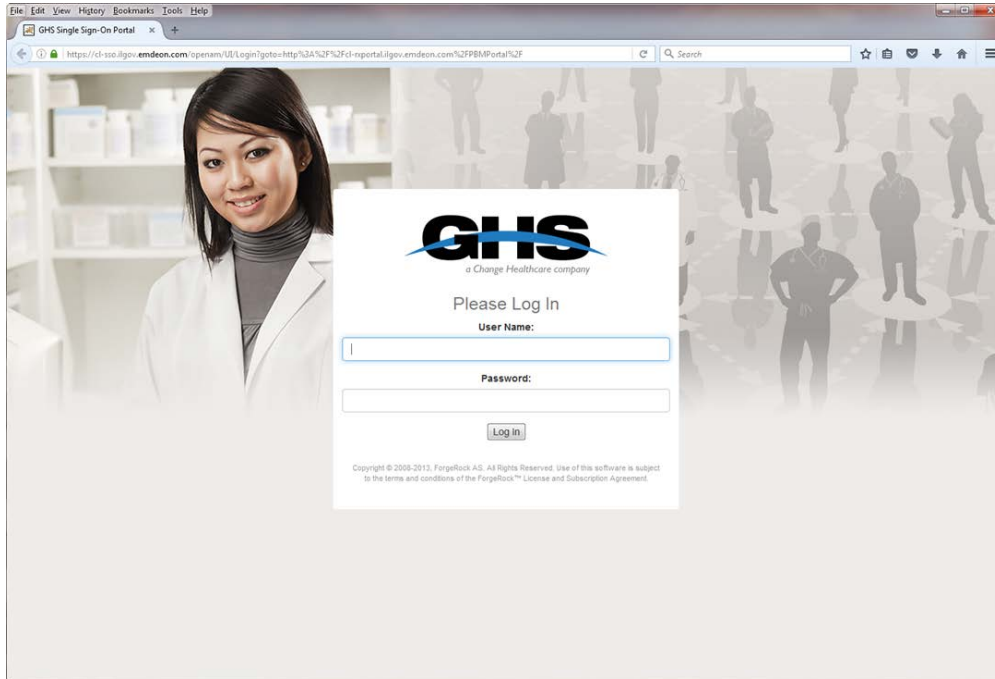 File Edit View History Bookmarks Tools Help
GHS Single Sign-On Portal
https://cl-sso.ilgov.emdeon.com/openam/UI/Login?goto=http%3A%2F%2Fcl-rxportal.ilgov.emdeon.com%2FPBMPortal%2F
Search
GHS
a Change Healthcare company
Please Log In
User Name:
Password:
Log in
Copyright © 2008-2013, ForgeRock AS. All Rights Reserved. Use of this software is subject
to the terms and conditions of the ForgeRock™ License and Subscription Agreement.